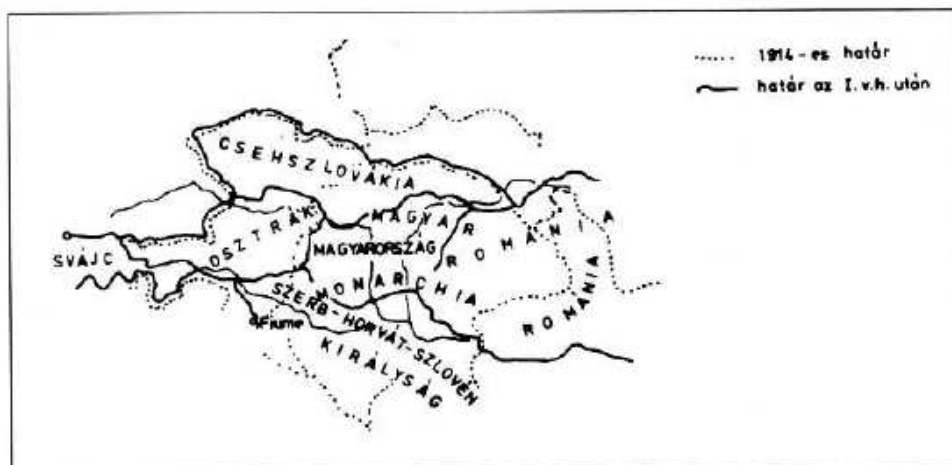 1914-es határ
határ az I.v.h. után
CSEHSZLOVÁKIA
OSZTRÁK
MAGYAR
MONARCHIA
MAGYARORSZÁG
ROMÁNIA
ROMÁNIA
SVÁJC
Fiume
SZERB-HORVÁT-SZLOVÉN
KIRÁLYSÁG